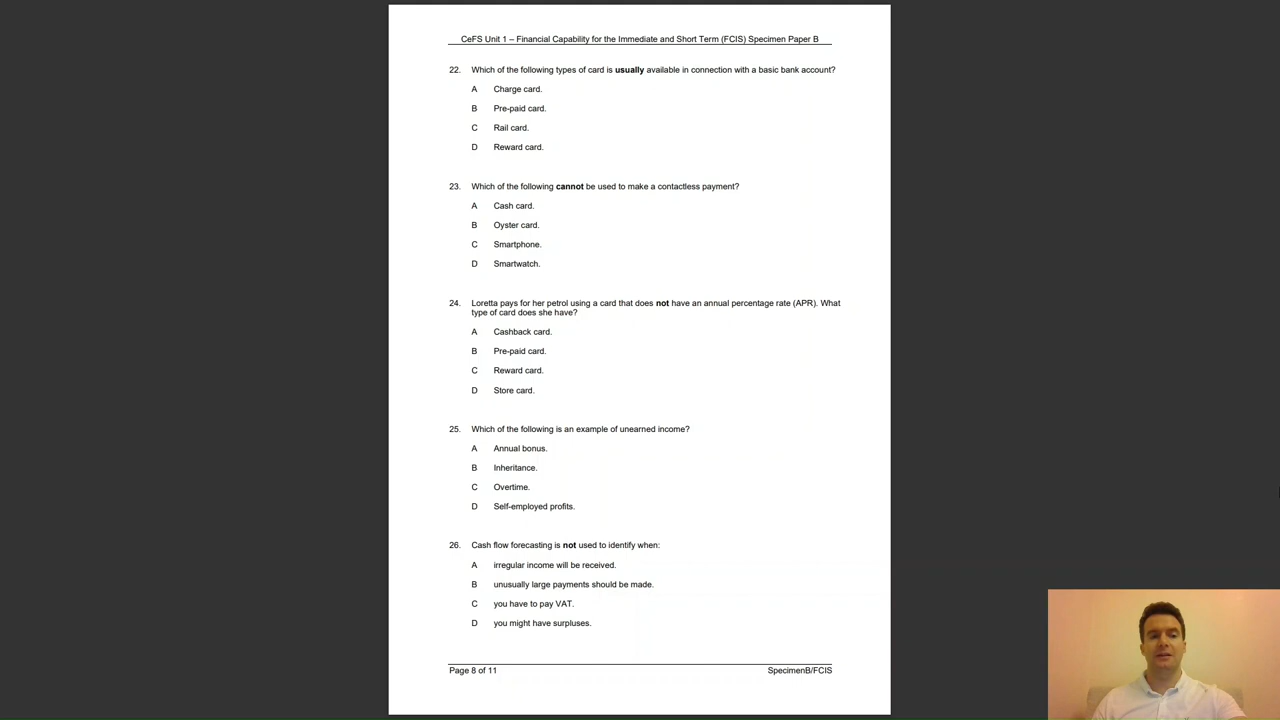 CeFS Unit 1 – Financial Capability for the Immediate and Short Term (FCIS) Specimen Paper B
22. Which of the following types of card is usually available in connection with a basic bank account?
A Charge card.
B Pre-paid card.
C Rail card.
D Reward card.
23. Which of the following cannot be used to make a contactless payment?
A Cash card.
B Oyster card.
C Smartphone.
D Smartwatch.
24. Loretta pays for her petrol using a card that does not have an annual percentage rate (APR). What
type of card does she have?
A Cashback card.
B Pre-paid card.
C Reward card.
D Store card.
25. Which of the following is an example of unearned income?
A Annual bonus.
B Inheritance.
C Overtime.
D Self-employed profits.
26. Cash flow forecasting is not used to identify when:
A irregular income will be received.
B unusually large payments should be made.
C you have to pay VAT.
D you might have surpluses.
Page 8 of 11 SpecimenB/FCIS